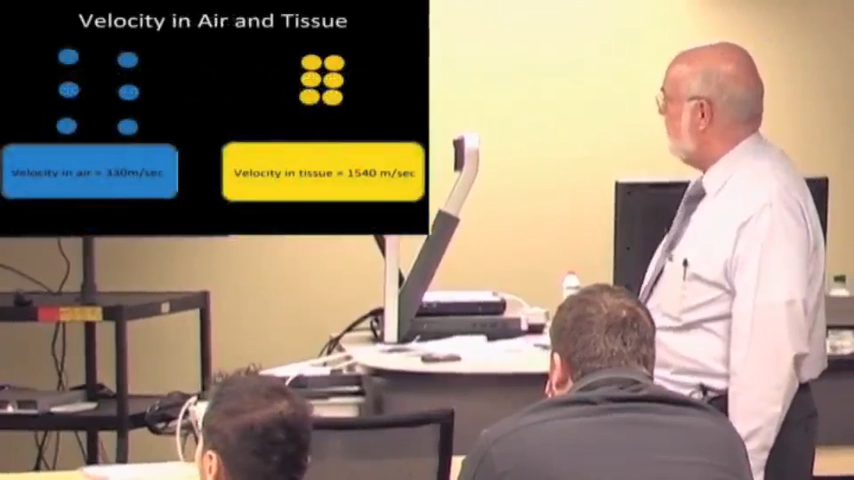 Velocity in Air and Tissue
Velocity in air = 330m/sec
Velocity in tissue = 1540 m/sec